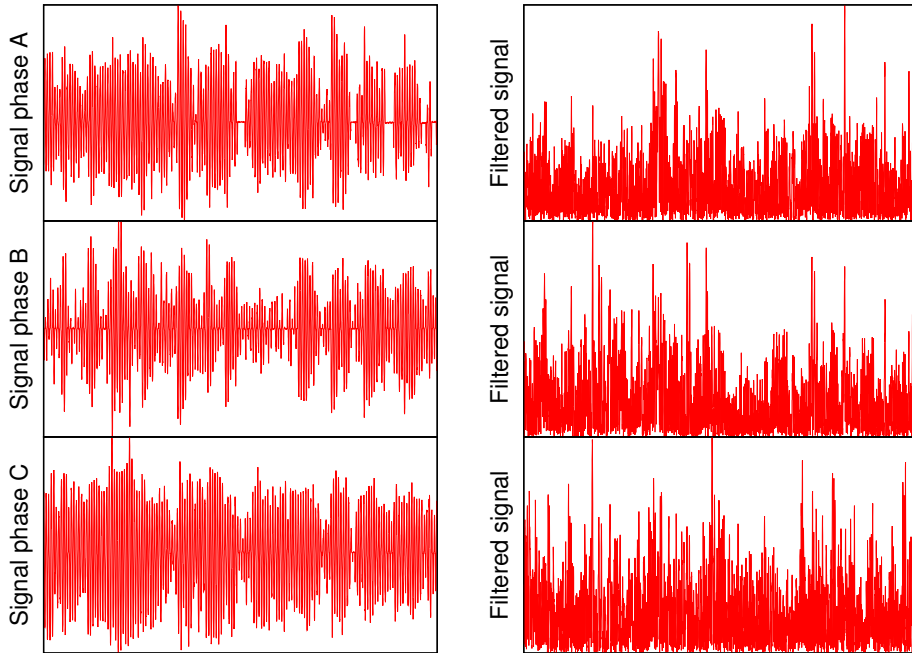 Signal phase A
Filtered signal
Signal phase B
Filtered signal
Signal phase C
Filtered signal